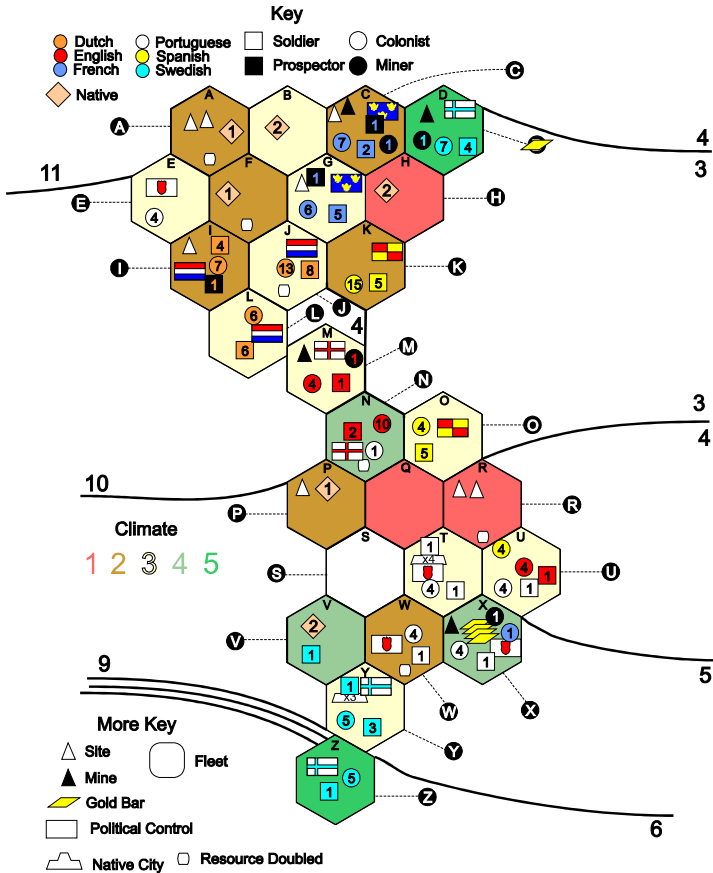 Key
Dutch Portuguese Soldier Colonist
English Spanish
French Swedish Prospector Miner
Native
C
A B C D
A 2 1 4
1 1 3
7 2 1 1 7 4
11 E F G H
1 2
E 1 H
4 6 5
I J K
4
I 7 13 8 15 5 K
1
L J
6 L 4
6 M
1 M
4 1
N N O 3
2 10 4 O 4
1 5
10 P Q R
1
P R
Climate
1 2 3 4 5
S T U
1 4
x4 4 1
S 4 1 4 1 U
V W X
2 4 1 1
V 1 1 4 1 5
9 Y W X
1
x3
More Key 5 3 Y
Site Fleet Z
Mine 5
Gold Bar 1 Z
Political Control 6
Native City Resource Doubled